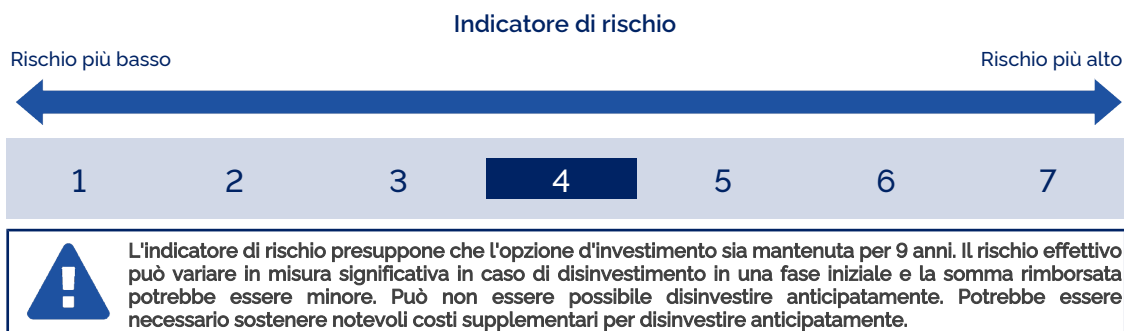 Indicatore di rischio
Rischio più basso
Rischio più alto
1 2 3 4 5 6 7
L'indicatore di rischio presuppone che l'opzione d'investimento sia mantenuta per 9 anni. Il rischio effettivo
può variare in misura significativa in caso di disinvestimento in una fase iniziale e la somma rimborsata
potrebbe essere minore. Può non essere possibile disinvestire anticipatamente. Potrebbe essere
necessario sostenere notevoli costi supplementari per disinvestire anticipatamente.